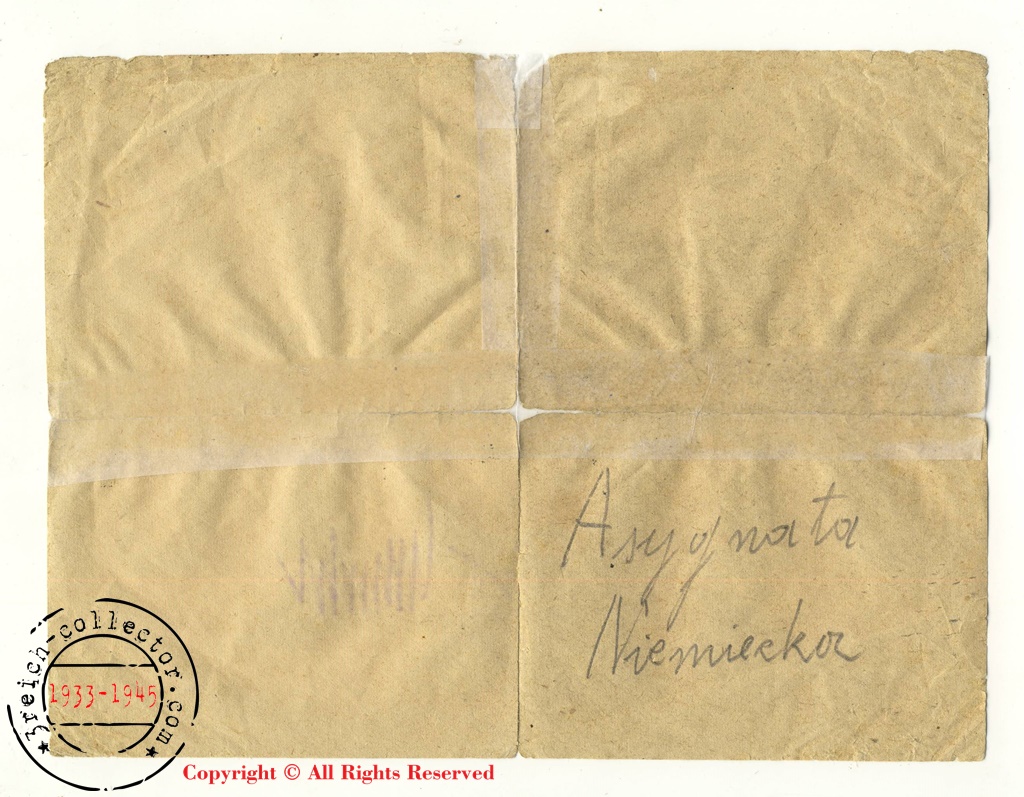 Asygnata
Niemiecka
3reich-collector.com
1933-1945
Copyright © All Rights Reserved